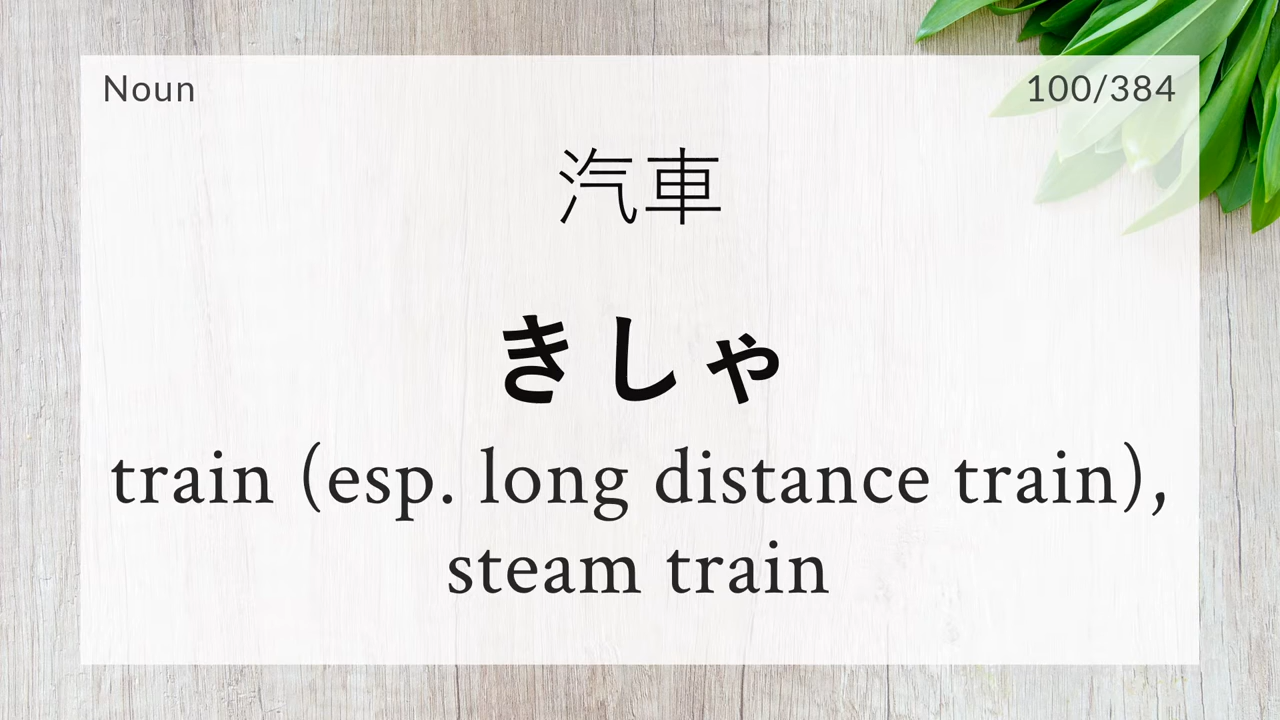 Noun
100/384
汽車
きしゃ
train (esp. long distance train),
steam train